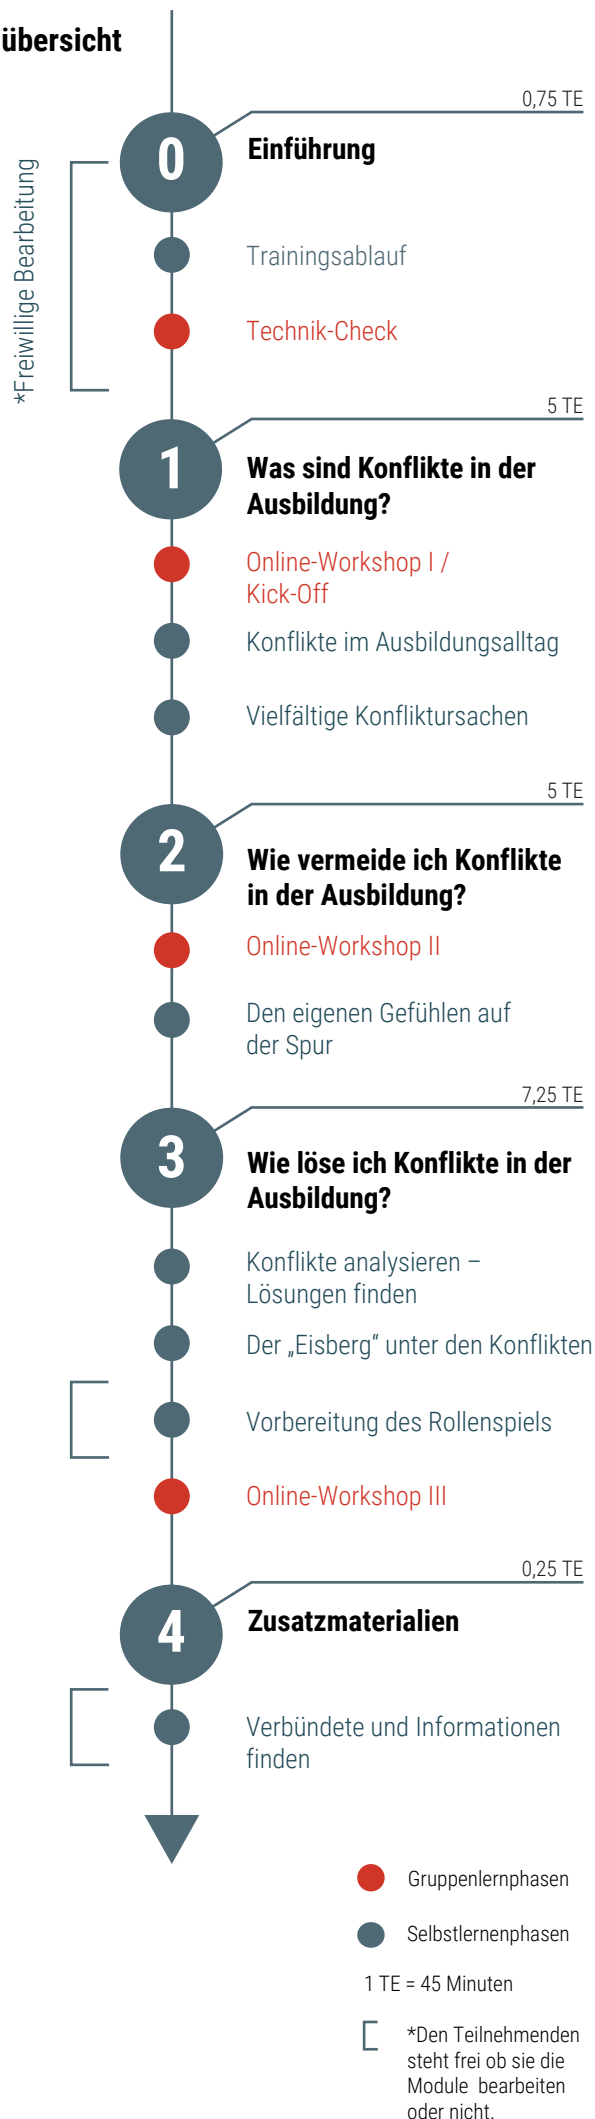 übersicht
0,75 TE
0
Einführung
*Freiwillige Bearbeitung
Trainingsablauf
Technik-Check
5 TE
1
Was sind Konflikte in der
Ausbildung?
Online-Workshop I /
Kick-Off
Konflikte im Ausbildungsalltag
Vielfältige Konfliktursachen
5 TE
2
Wie vermeide ich Konflikte
in der Ausbildung?
Online-Workshop II
Den eigenen Gefühlen auf
der Spur
7,25 TE
3
Wie löse ich Konflikte in der
Ausbildung?
Konflikte analysieren –
Lösungen finden
Der „Eisberg“ unter den Konflikten
Vorbereitung des Rollenspiels
Online-Workshop III
0,25 TE
4
Zusatzmaterialien
Verbündete und Informationen
finden
Gruppenlernphasen
Selbstlernenphasen
1 TE = 45 Minuten
*Den Teilnehmenden
steht frei ob sie die
Module bearbeiten
oder nicht.